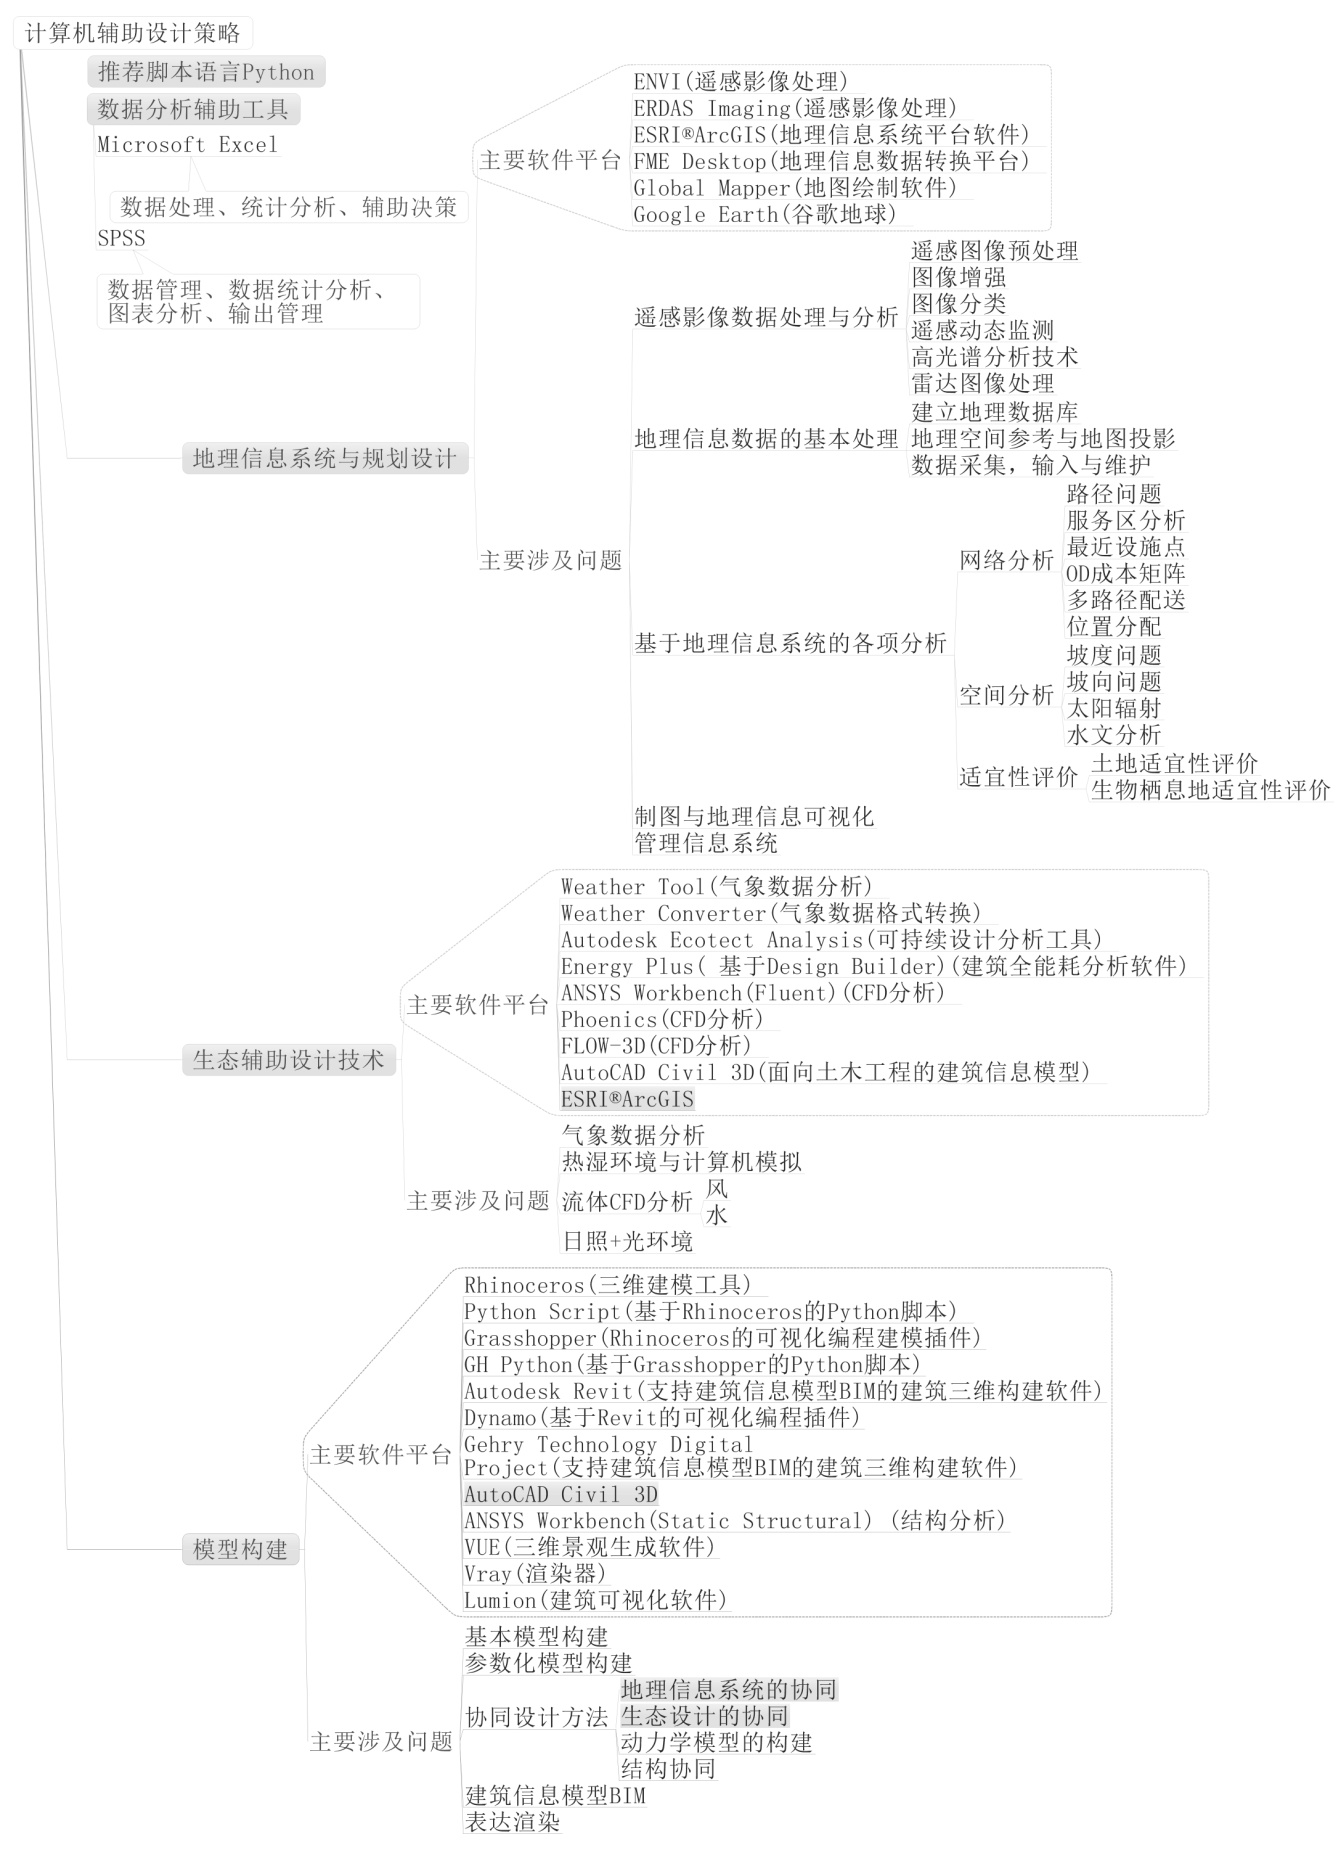 计算机辅助设计策略
推荐脚本语言Python
数据分析辅助工具
Microsoft Excel
数据处理、统计分析、辅助决策
SPSS
数据管理、数据统计分析、
图表分析、输出管理
地理信息系统与规划设计
主要软件平台
ENVI(遥感影像处理)
ERDAS Imaging(遥感影像处理)
ESRI®ArcGIS(地理信息系统平台软件)
FME Desktop(地理信息数据转换平台)
Global Mapper(地图绘制软件)
Google Earth(谷歌地球)
主要涉及问题
遥感影像数据处理与分析
遥感图像预处理
图像增强
图像分类
遥感动态监测
高光谱分析技术
雷达图像处理
地理信息数据的基本处理
建立地理数据库
地理空间参考与地图投影
数据采集，输入与维护
基于地理信息系统的各项分析
网络分析
路径问题
服务区分析
最近设施点
OD成本矩阵
多路径配送
位置分配
空间分析
坡度问题
坡向问题
太阳辐射
水文分析
适宜性评价
土地适宜性评价
生物栖息地适宜性评价
制图与地理信息可视化
管理信息系统
生态辅助设计技术
主要软件平台
Weather Tool(气象数据分析)
Weather Converter(气象数据格式转换)
Autodesk Ecotect Analysis(可持续设计分析工具)
Energy Plus( 基于Design Builder)(建筑全能耗分析软件)
ANSYS Workbench(Fluent)(CFD分析)
Phoenics(CFD分析)
FLOW-3D(CFD分析)
AutoCAD Civil 3D(面向土木工程的建筑信息模型)
ESRI®ArcGIS
主要涉及问题
气象数据分析
热湿环境与计算机模拟
流体CFD分析
风
水
日照+光环境
模型构建
主要软件平台
Rhinoceros(三维建模工具)
Python Script(基于Rhinoceros的Python脚本)
Grasshopper(Rhinoceros的可视化编程建模插件)
GH Python(基于Grasshopper的Python脚本)
Autodesk Revit(支持建筑信息模型BIM的建筑三维构建软件)
Dynamo(基于Revit的可视化编程插件)
Gehry Technology Digital
Project(支持建筑信息模型BIM的建筑三维构建软件)
AutoCAD Civil 3D
ANSYS Workbench(Static Structural) (结构分析)
VUE(三维景观生成软件)
Vray(渲染器)
Lumion(建筑可视化软件)
主要涉及问题
基本模型构建
参数化模型构建
协同设计方法
地理信息系统的协同
生态设计的协同
动力学模型的构建
结构协同
建筑信息模型BIM
表达渲染